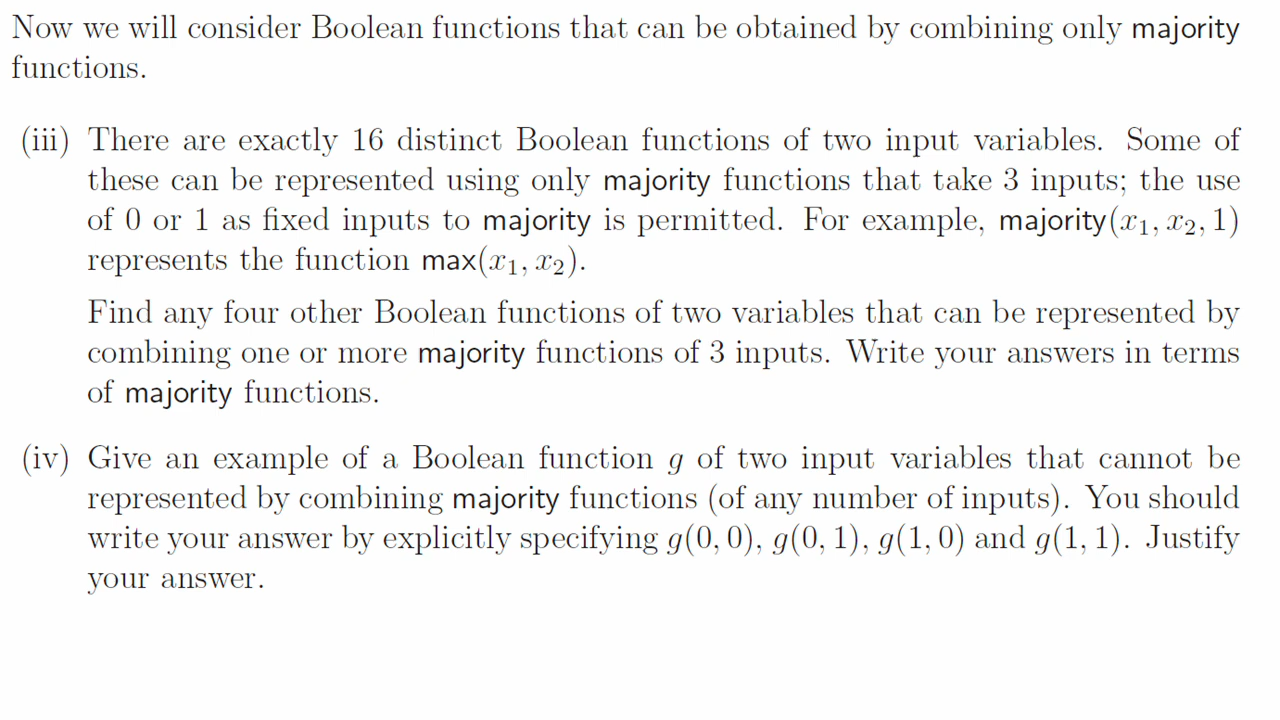 Now we will consider Boolean functions that can be obtained by combining only majority
functions.
(iii) There are exactly 16 distinct Boolean functions of two input variables. Some of
these can be represented using only majority functions that take 3 inputs; the use
of 0 or 1 as fixed inputs to majority is permitted. For example, majority(x₁, x₂, 1)
represents the function max(x₁, x₂).
Find any four other Boolean functions of two variables that can be represented by
combining one or more majority functions of 3 inputs. Write your answers in terms
of majority functions.
(iv) Give an example of a Boolean function g of two input variables that cannot be
represented by combining majority functions (of any number of inputs). You should
write your answer by explicitly specifying g(0, 0), g(0, 1), g(1, 0) and g(1, 1). Justify
your answer.